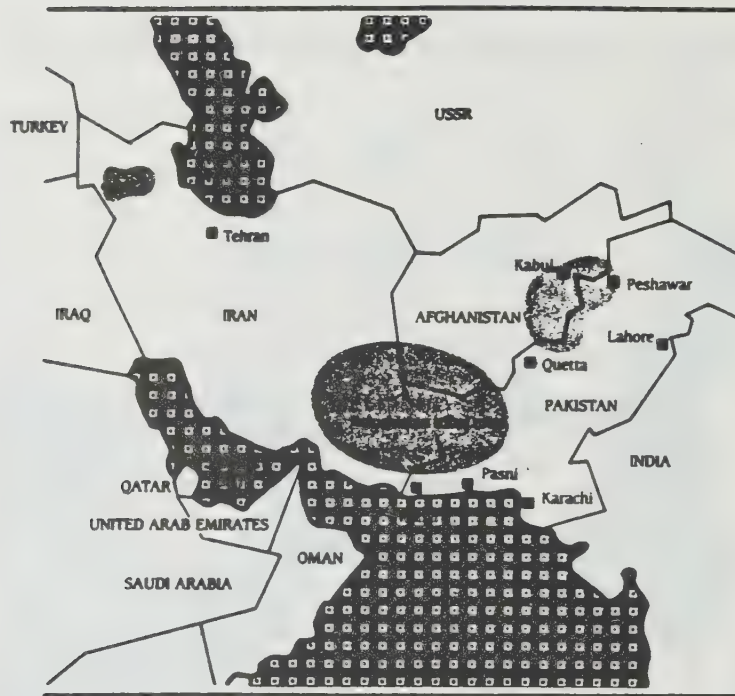 USSR
TURKEY
Tehran
Kabul
Peshawar
IRAQ
IRAN
AFGHANISTAN
Lahore
Quetta
PAKISTAN
INDIA
QATAR
Pasni
Karachi
UNITED ARAB EMIRATES
OMAN
SAUDI ARABIA